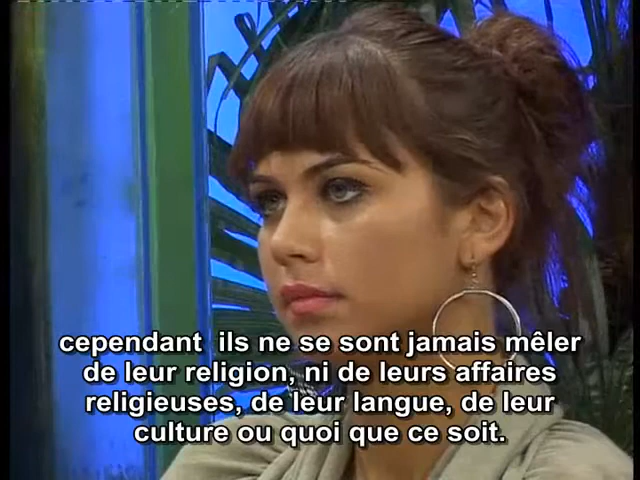 cependant ils ne se sont jamais mêler
de leur religion, ni de leurs affaires
religieuses, de leur langue, de leur
culture ou quoi que ce soit.